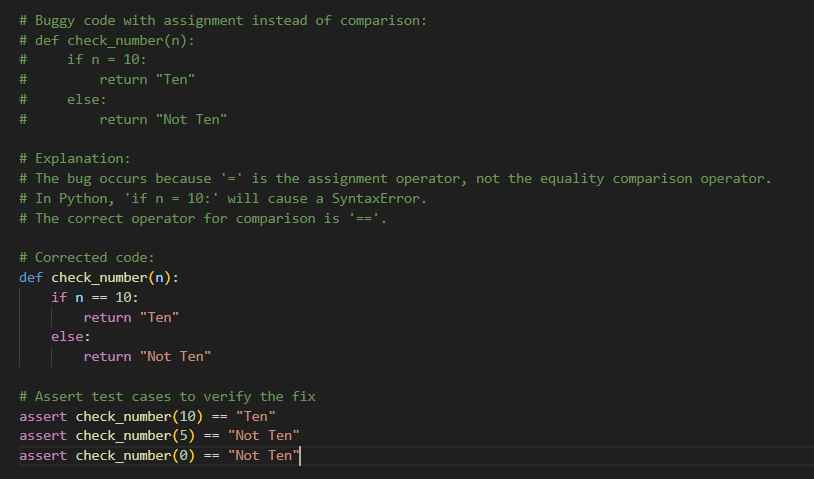 # Buggy code with assignment instead of comparison:
# def check_number(n):
#     if n = 10:
#         return "Ten"
#     else:
#         return "Not Ten"

# Explanation:
# The bug occurs because '=' is the assignment operator, not the equality comparison operator.
# In Python, 'if n = 10:' will cause a SyntaxError.
# The correct operator for comparison is '=='.

# Corrected code:
def check_number(n):
    if n == 10:
        return "Ten"
    else:
        return "Not Ten"

# Assert test cases to verify the fix
assert check_number(10) == "Ten"
assert check_number(5) == "Not Ten"
assert check_number(0) == "Not Ten"